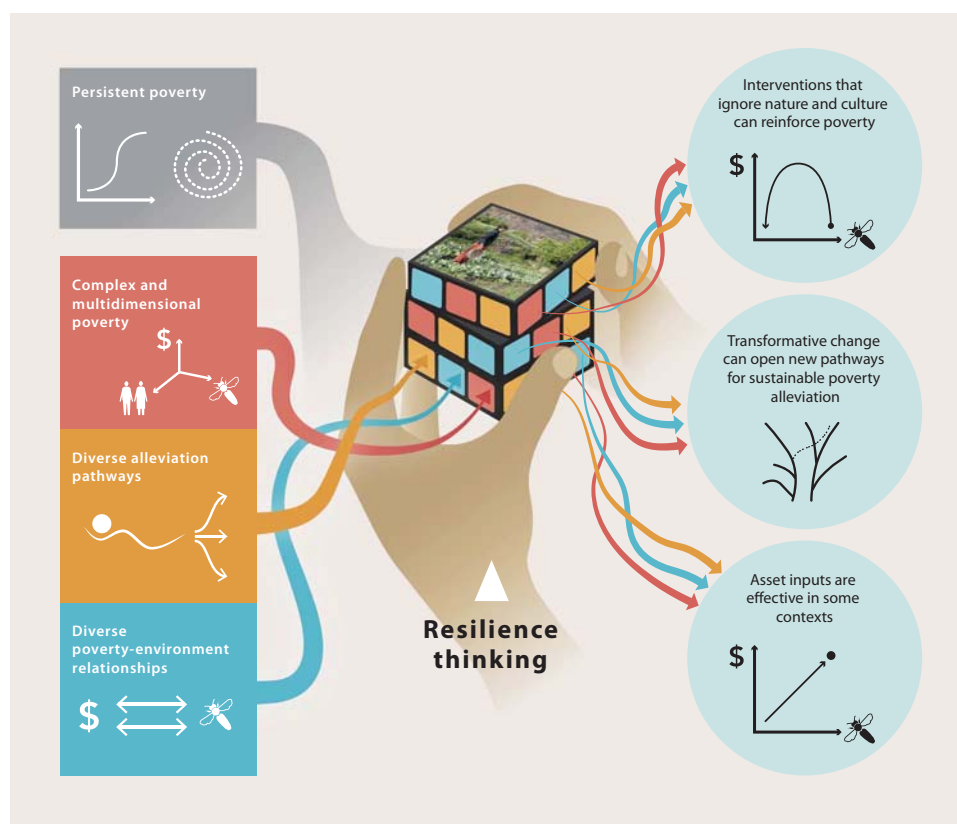 Persistent poverty
Complex and
multidimensional
poverty
$
Diverse alleviation
pathways
Diverse
poverty-environment
relationships
$
Resilience
thinking
Interventions that
ignore nature and culture
can reinforce poverty
$
Transformative change
can open new pathways
for sustainable poverty
alleviation
Asset inputs are
effective in some
contexts
$